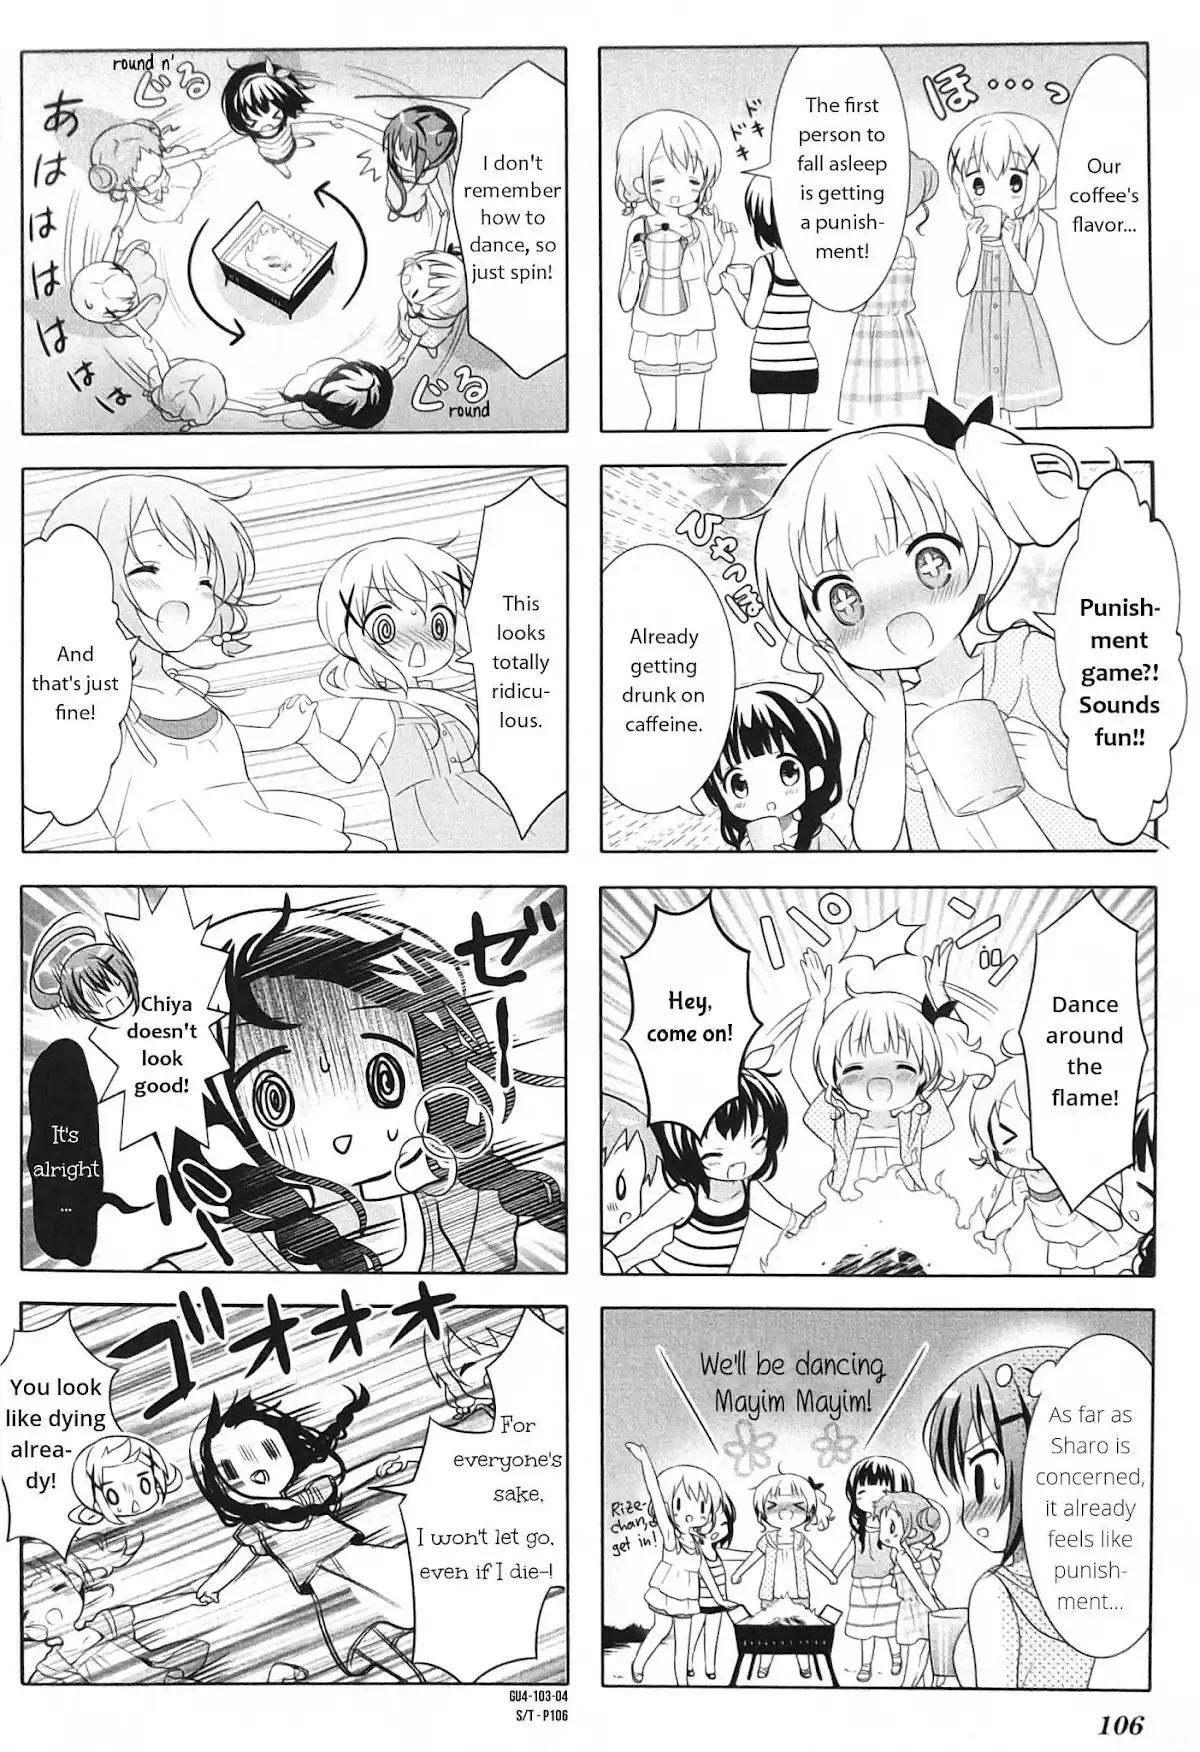 ほ…っ
Our
coffee's
flavor...
The first
person to
fall asleep
is getting
a punish-
ment!
ドキ
ドキ
Punish-
ment
game?!
Sounds
fun!!
ひゃっほー
Already
getting
drunk on
caffeine.
Dance
around
the
flame!
Hey,
come on!
We'll be dancing
Mayim Mayim!
As far as
Sharo is
concerned,
it already
feels like
punish-
ment...
Rize-
chan,
get in!
round n'
ぐる
I don't
remember
how to
dance, so
just spin!
あはははははは
ぐる
round
This
looks
totally
ridicu-
lous.
And
that's just
fine!
ゼー
Chiya
doesn't
look
good!
It's
alright
...
ゴオオォォ
For
everyone's
sake,
I won't let go,
even if I die-!
You look
like dying
alrea-
dy!
GU4-103-04
S/T - P106
106